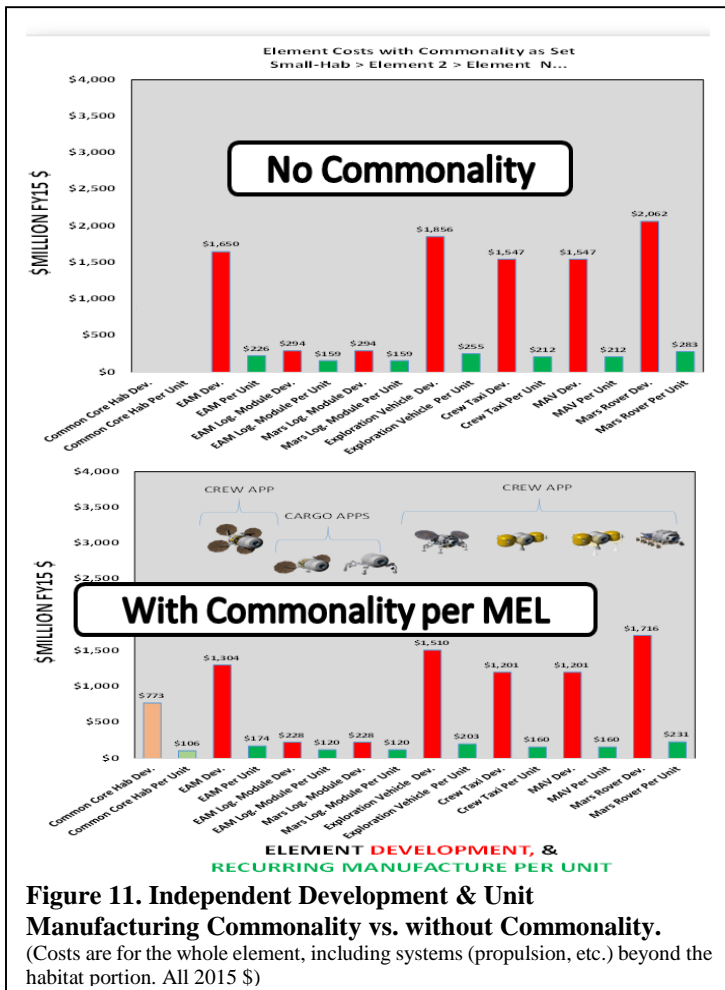 Element Costs with Commonality as Set
Small-Hab > Element 2 > Element N...
$4,000
$3,500
$3,000
$2,500
$2,000
$1,500
$1,000
$500
$0
$MILLION FY15 $
No Commonality
$1,650
$226
$294
$159
$294
$159
$1,856
$255
$1,547
$212
$1,547
$212
$2,062
$283
Common Core Hab Dev.
Common Core Hab Per Unit
EAM Dev.
EAM Per Unit
EAM Log. Module Dev.
EAM Log. Module Per Unit
Mars Log. Module Dev.
Mars Log. Module Per Unit
Exploration Vehicle Dev.
Exploration Vehicle Per Unit
Crew Taxi Dev.
Crew Taxi Per Unit
MAV Dev.
MAV Per Unit
Mars Rover Dev.
Mars Rover Per Unit
$4,000
$3,500
$3,000
$2,500
$1,500
$1,000
$500
$0
$MILLION FY15 $
CREW APP
CARGO APPS
CREW APP
With Commonality per MEL
$773
$106
$1,304
$174
$228
$120
$228
$120
$1,510
$203
$1,201
$160
$1,201
$160
$1,716
$231
Common Core Hab Dev.
Common Core Hab Per Unit
EAM Dev.
EAM Per Unit
EAM Log. Module Dev.
EAM Log. Module Per Unit
Mars Log. Module Dev.
Mars Log. Module Per Unit
Exploration Vehicle Dev.
Exploration Vehicle Per Unit
Crew Taxi Dev.
Crew Taxi Per Unit
MAV Dev.
MAV Per Unit
Mars Rover Dev.
Mars Rover Per Unit
ELEMENT DEVELOPMENT, &
RECURRING MANUFACTURE PER UNIT
Figure 11. Independent Development & Unit
Manufacturing Commonality vs. without Commonality.
(Costs are for the whole element, including systems (propulsion, etc.) beyond the
habitat portion. All 2015 $)